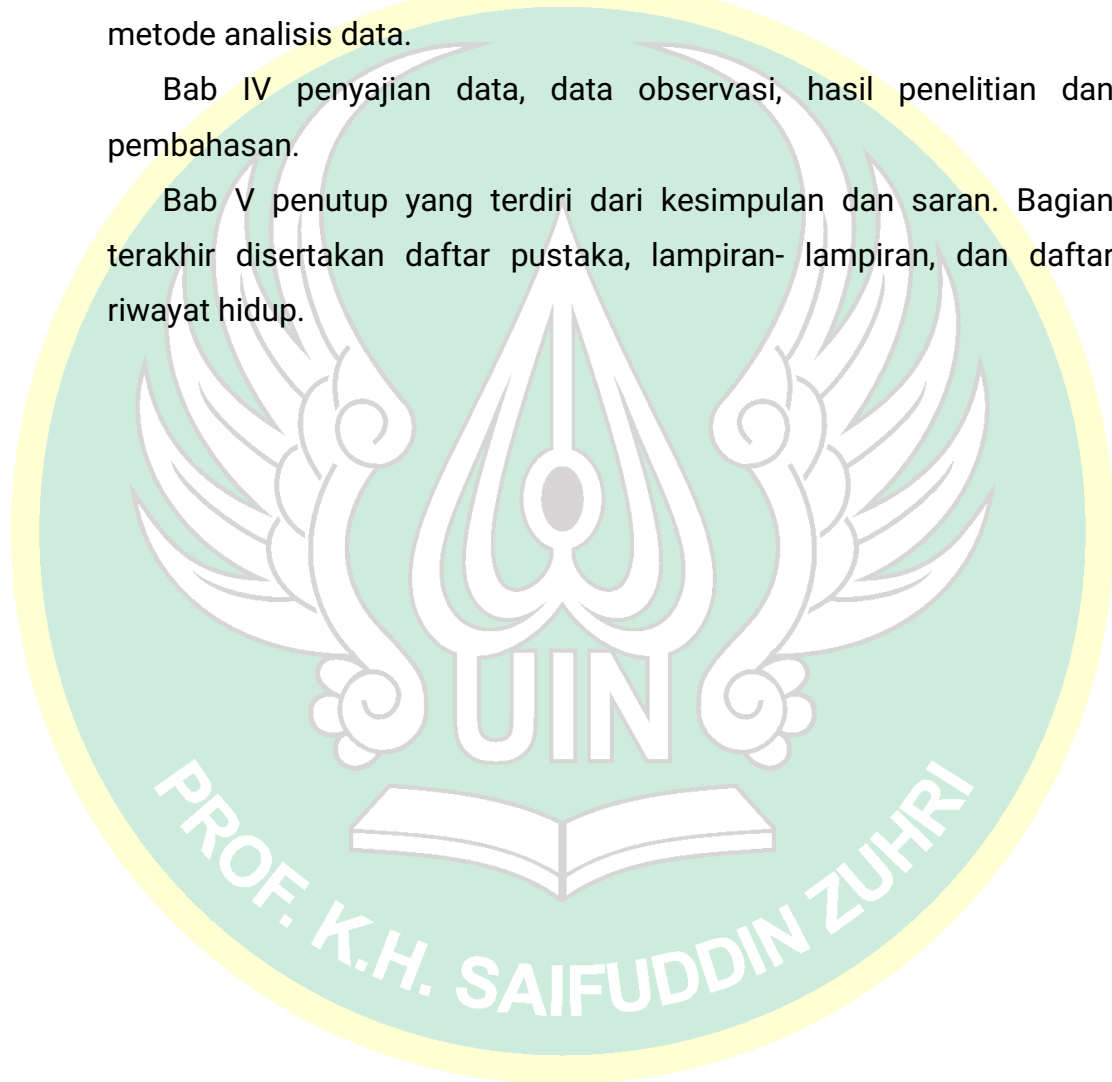 metode analisis data.
Bab IV penyajian data, data observasi, hasil penelitian dan
pembahasan.
Bab V penutup yang terdiri dari kesimpulan dan saran. Bagian
terakhir disertakan daftar pustaka, lampiran- lampiran, dan daftar
riwayat hidup.
UIN
PROF. K.H. SAIFUDDIN ZUHRI